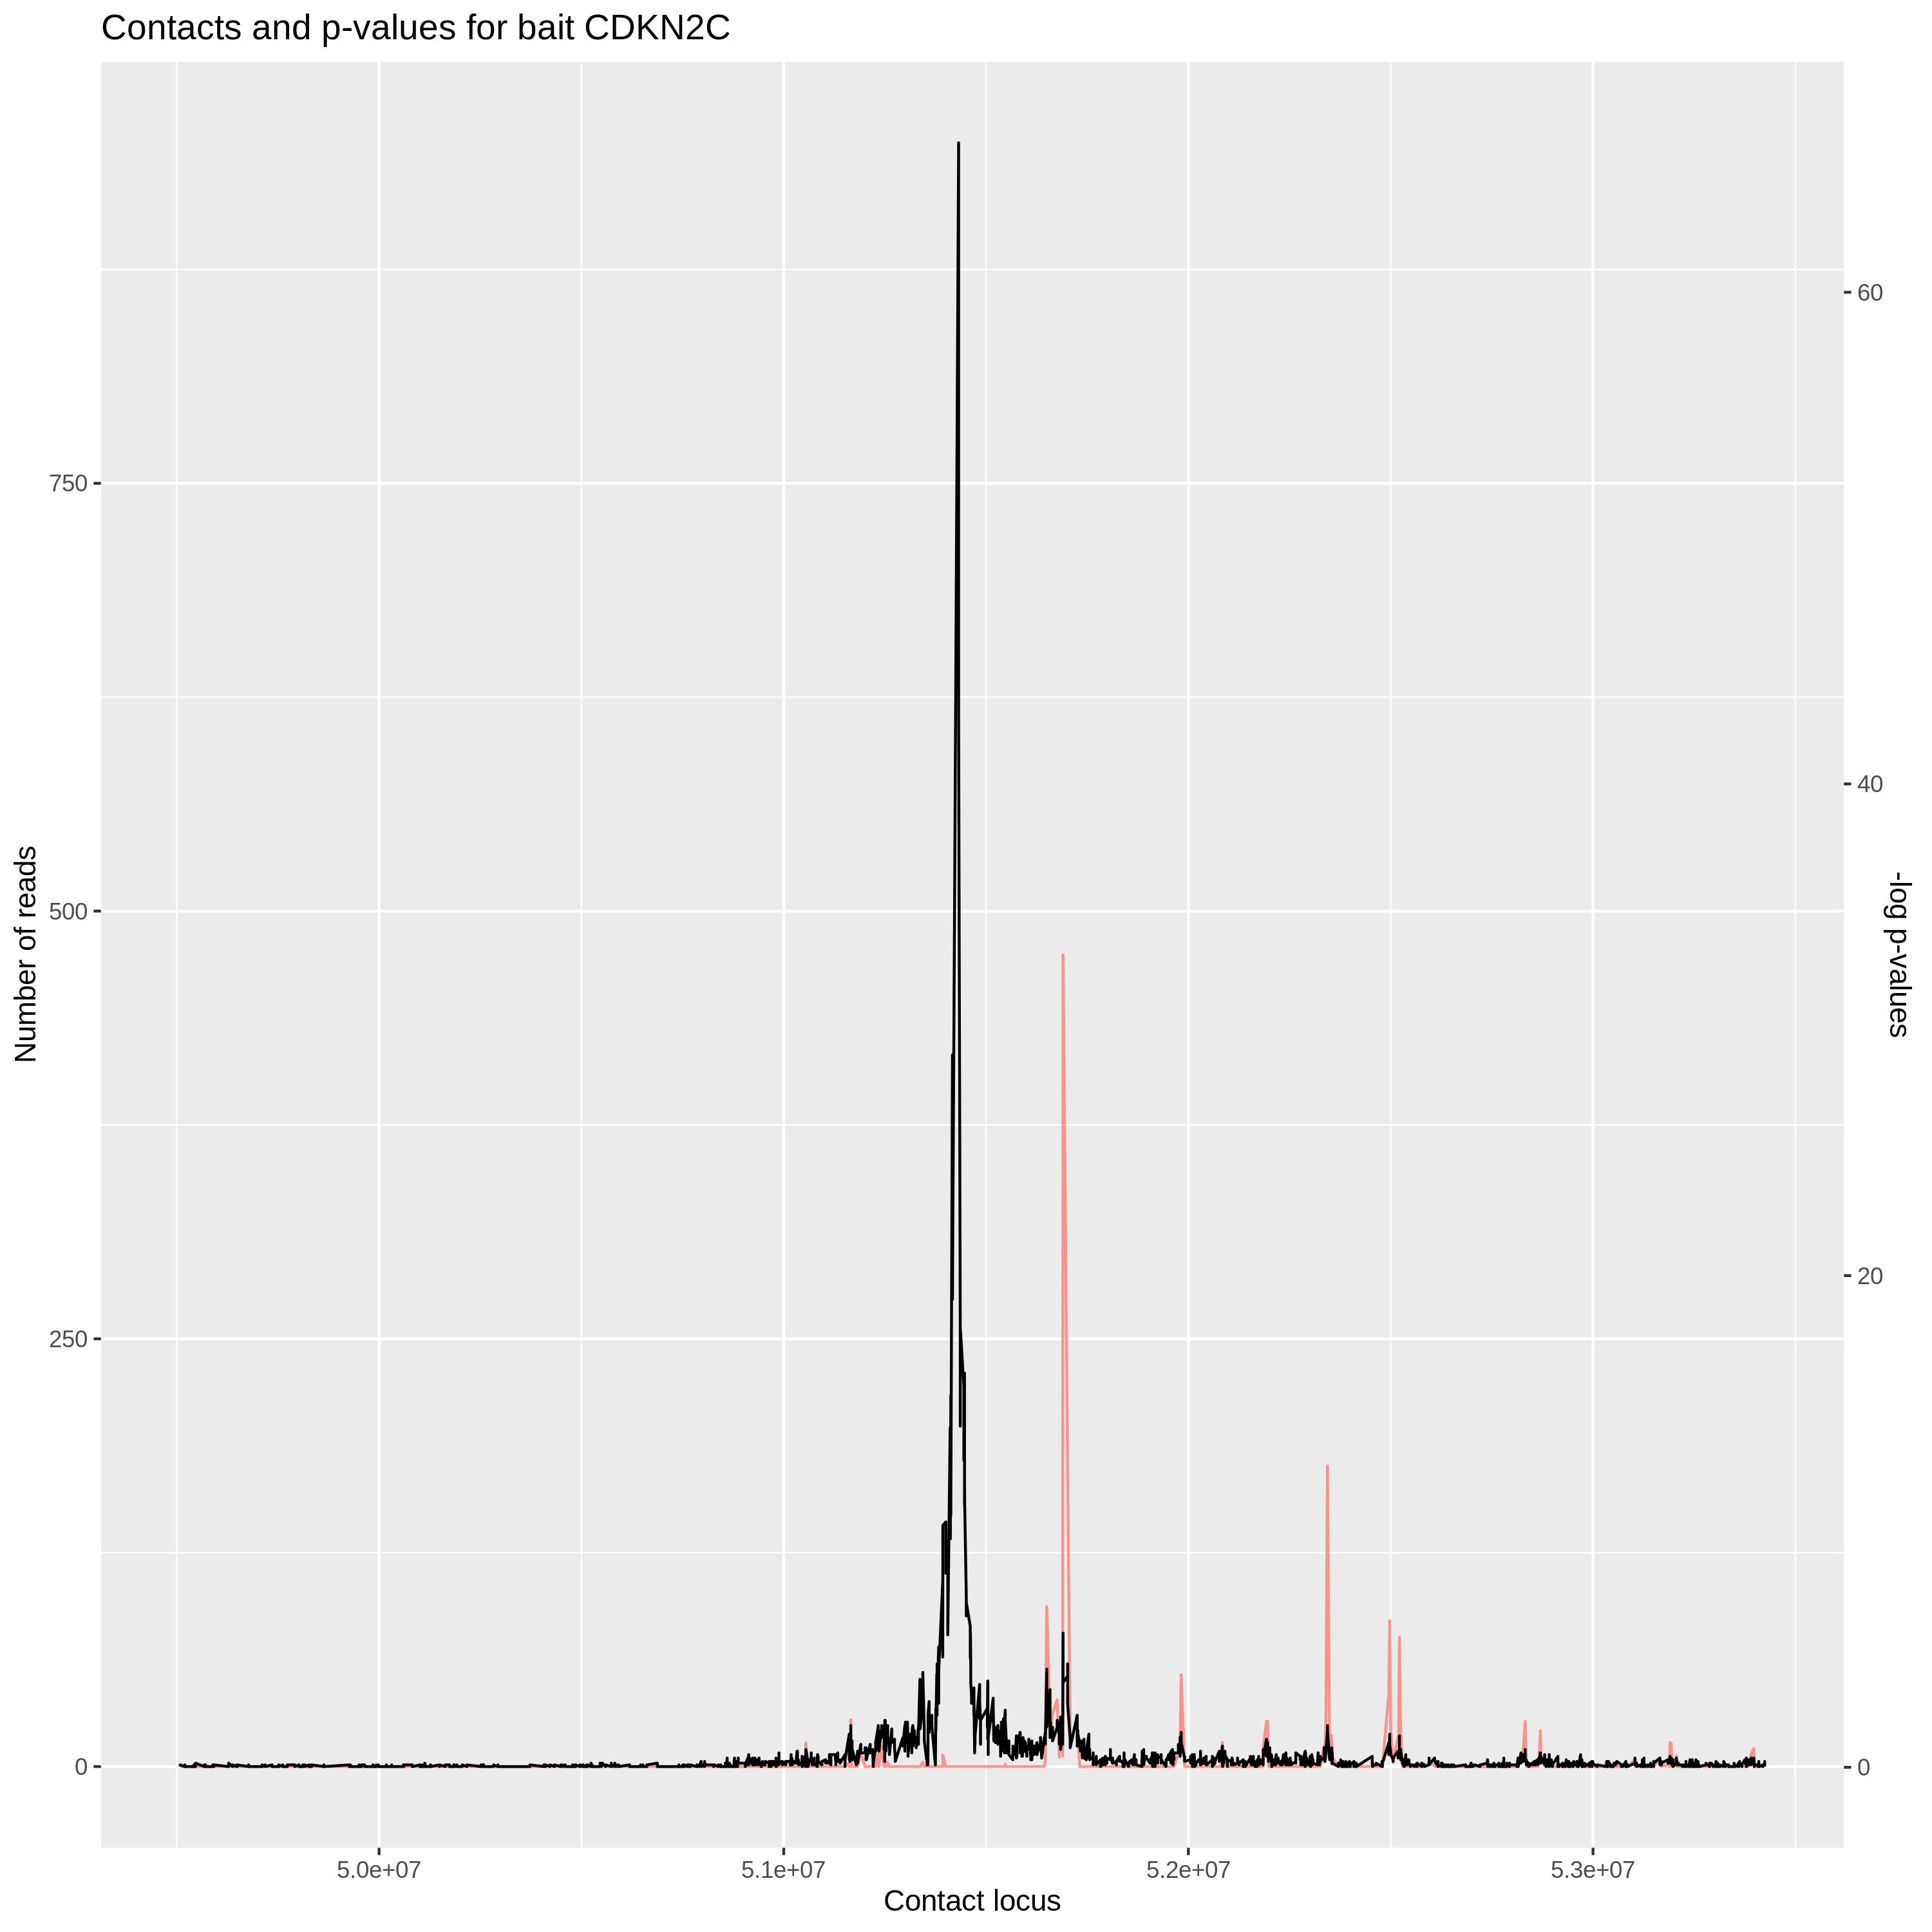 Contacts and p-values for bait CDKN2C
Number of reads
750
500
250
0
60
40
20
0
-log p-values
5.0e+07 5.1e+07 5.2e+07 5.3e+07
Contact locus